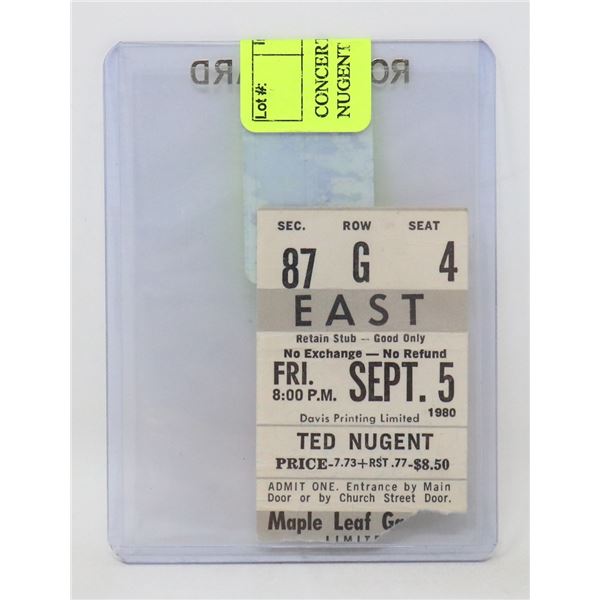 Lot #:
CONCERT
NUGENT
SEC. ROW SEAT
87 G 4
EAST
Retain Stub — Good Only
No Exchange — No Refund
FRI. SEPT. 5
8:00 P.M. 1980
Davis Printing Limited
TED NUGENT
PRICE-7.73+RST .77-$8.50
ADMIT ONE. Entrance by Main
Door or by Church Street Door.
Maple Leaf Ga
LIMITE